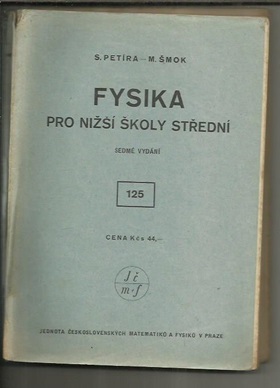 S. PETÍRA — M. ŠMOK
FYSIKA
PRO NIŽŠÍ ŠKOLY STŘEDNÍ
SEDMÉ VYDÁNÍ
125
CENA Kčs 44,—
J č
m f
JEDNOTA ČESKOSLOVENSKÝCH MATEMATIKŮ A FYSIKŮ V PRAZE